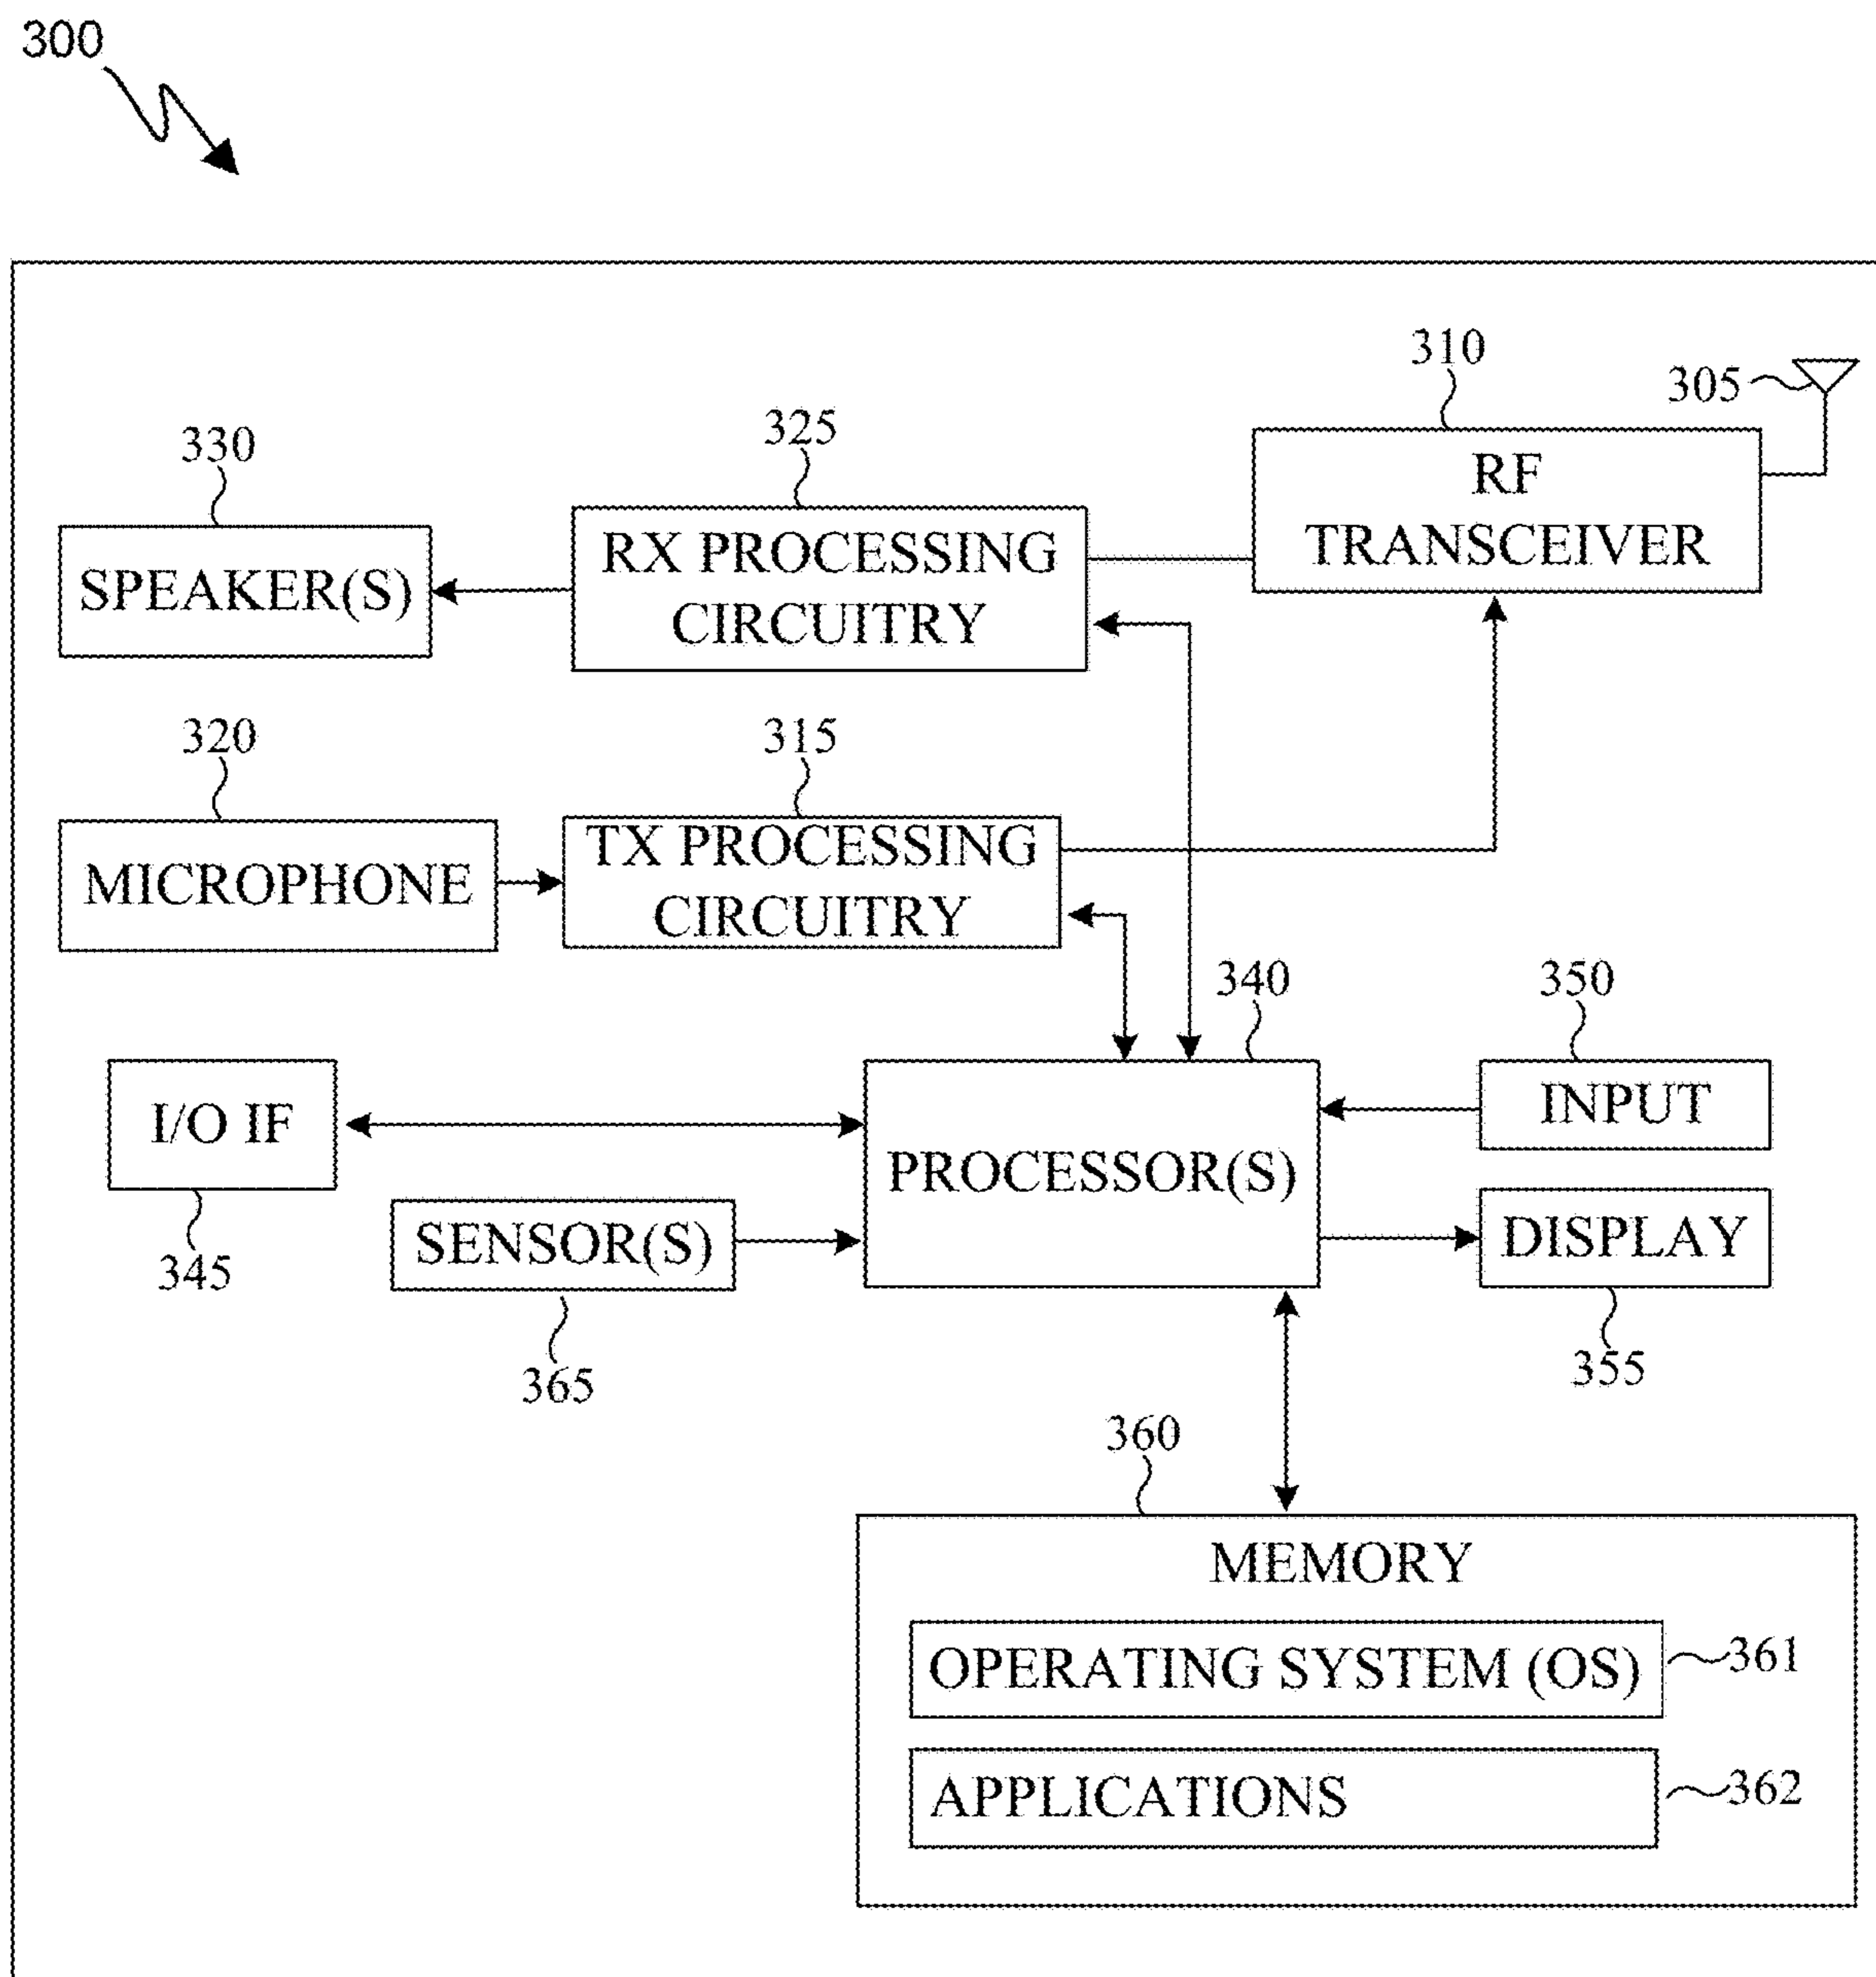 300
310
305
325
330
RF
TRANSCEIVER
RX PROCESSING
CIRCUITRY
SPEAKER(S)
320
315
MICROPHONE
TX PROCESSING
CIRCUITRY
340
350
I/O IF
PROCESSOR(S)
INPUT
SENSOR(S)
DISPLAY
345
365
355
360
MEMORY
OPERATING SYSTEM (OS)
361
APPLICATIONS
362